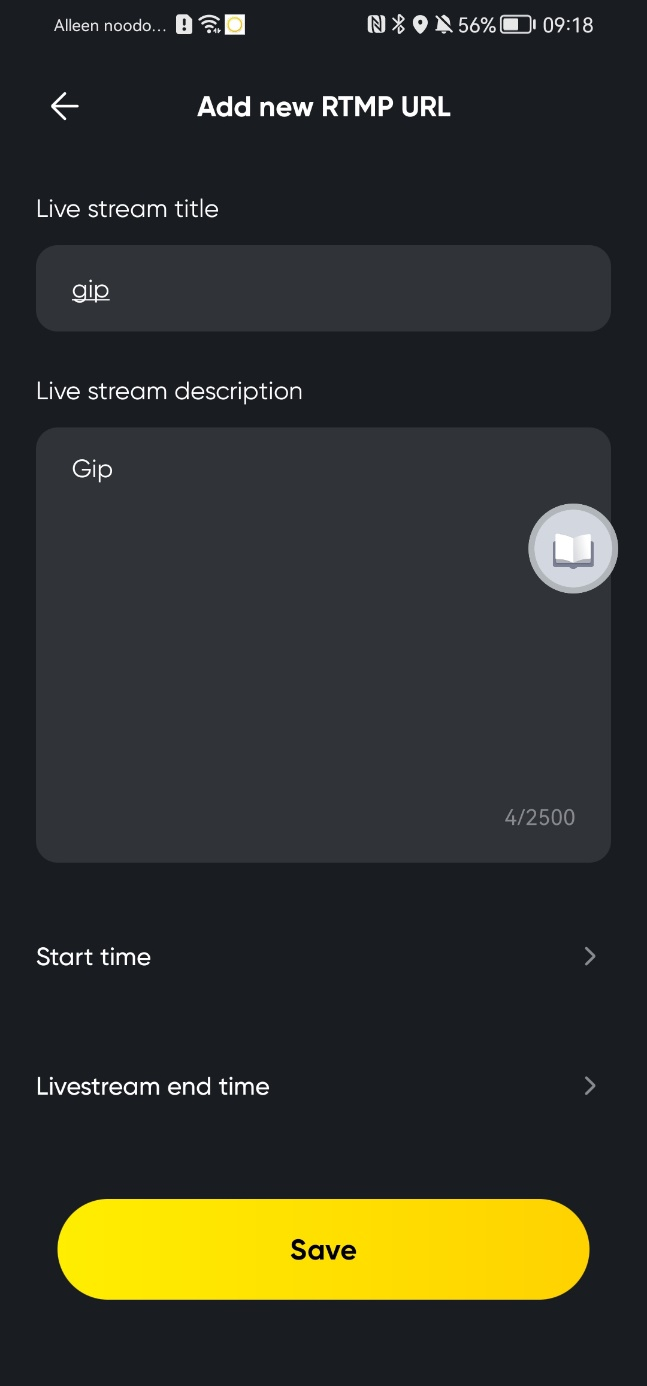 Alleen noodo... 56% 09:18
Add new RTMP URL
Live stream title
gip
Live stream description
Gip
4/2500
Start time
Livestream end time
Save